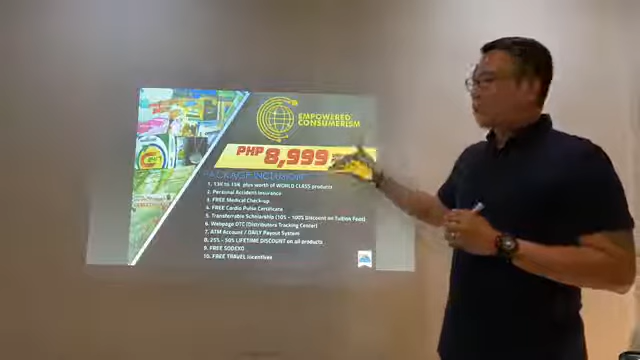 EMPOWERED
CONSUMERISM
PHP 8,999
PACKAGE INCLUSION
1. 13K to 15K plus worth of WORLD CLASS products
2. Personal Accident Insurance
3. FREE Medical Check-up
4. FREE Cardio Pulse Certificate
5. Transferrable Scholarship (10% - 100% Discount on Tuition Fee)
6. Webpage DTC (Distributors Tracking Center)
7. ATM Account / DAILY Payout System
8. 25% - 50% LIFETIME DISCOUNT on all products
9. FREE SODEXO
10. FREE TRAVEL Incentives